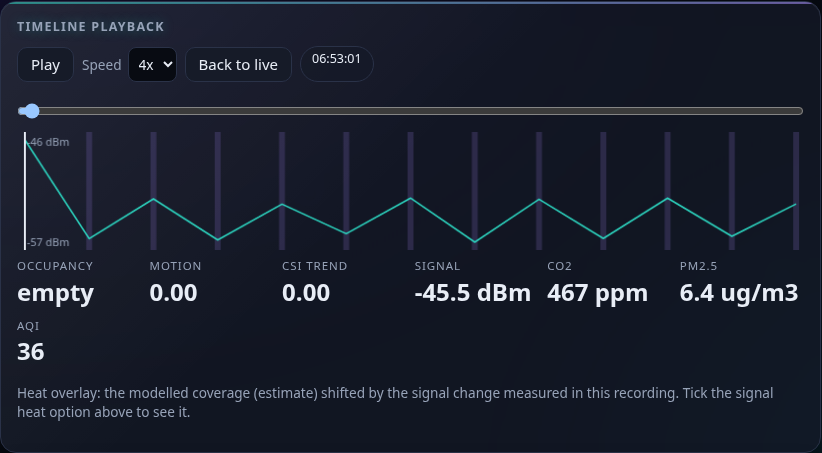 TIMELINE PLAYBACK
Play Speed 4x Back to live 06:53:01
-46 dBm
-57 dBm
OCCUPANCY MOTION CSI TREND SIGNAL CO2 PM2.5
empty 0.00 0.00 -45.5 dBm 467 ppm 6.4 ug/m3
AQI
36
Heat overlay: the modelled coverage (estimate) shifted by the signal change measured in this recording. Tick the signal
heat option above to see it.